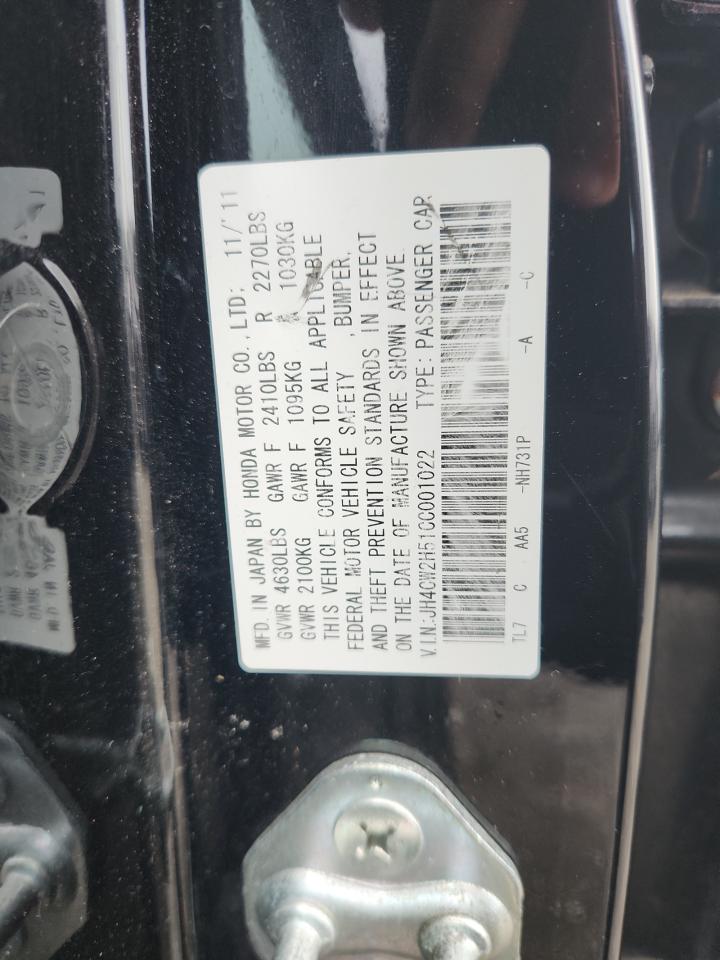 MFD. IN JAPAN BY HONDA MOTOR CO., LTD; 11/'11
GVWR 4630LBS GAWR F 2410LBS R 2270LBS
GVWR 2100KG GAWR F 1095KG R 1030KG
THIS VEHICLE CONFORMS TO ALL APPLICABLE
FEDERAL MOTOR VEHICLE SAFETY ,BUMPER,
AND THEFT PREVENTION STANDARDS IN EFFECT
ON THE DATE OF MANUFACTURE SHOWN ABOVE.
V.I.N:JH4CW2H51CC001022 TYPE:PASSENGER CAR
TL7 C AA5 -NH731P -A -C